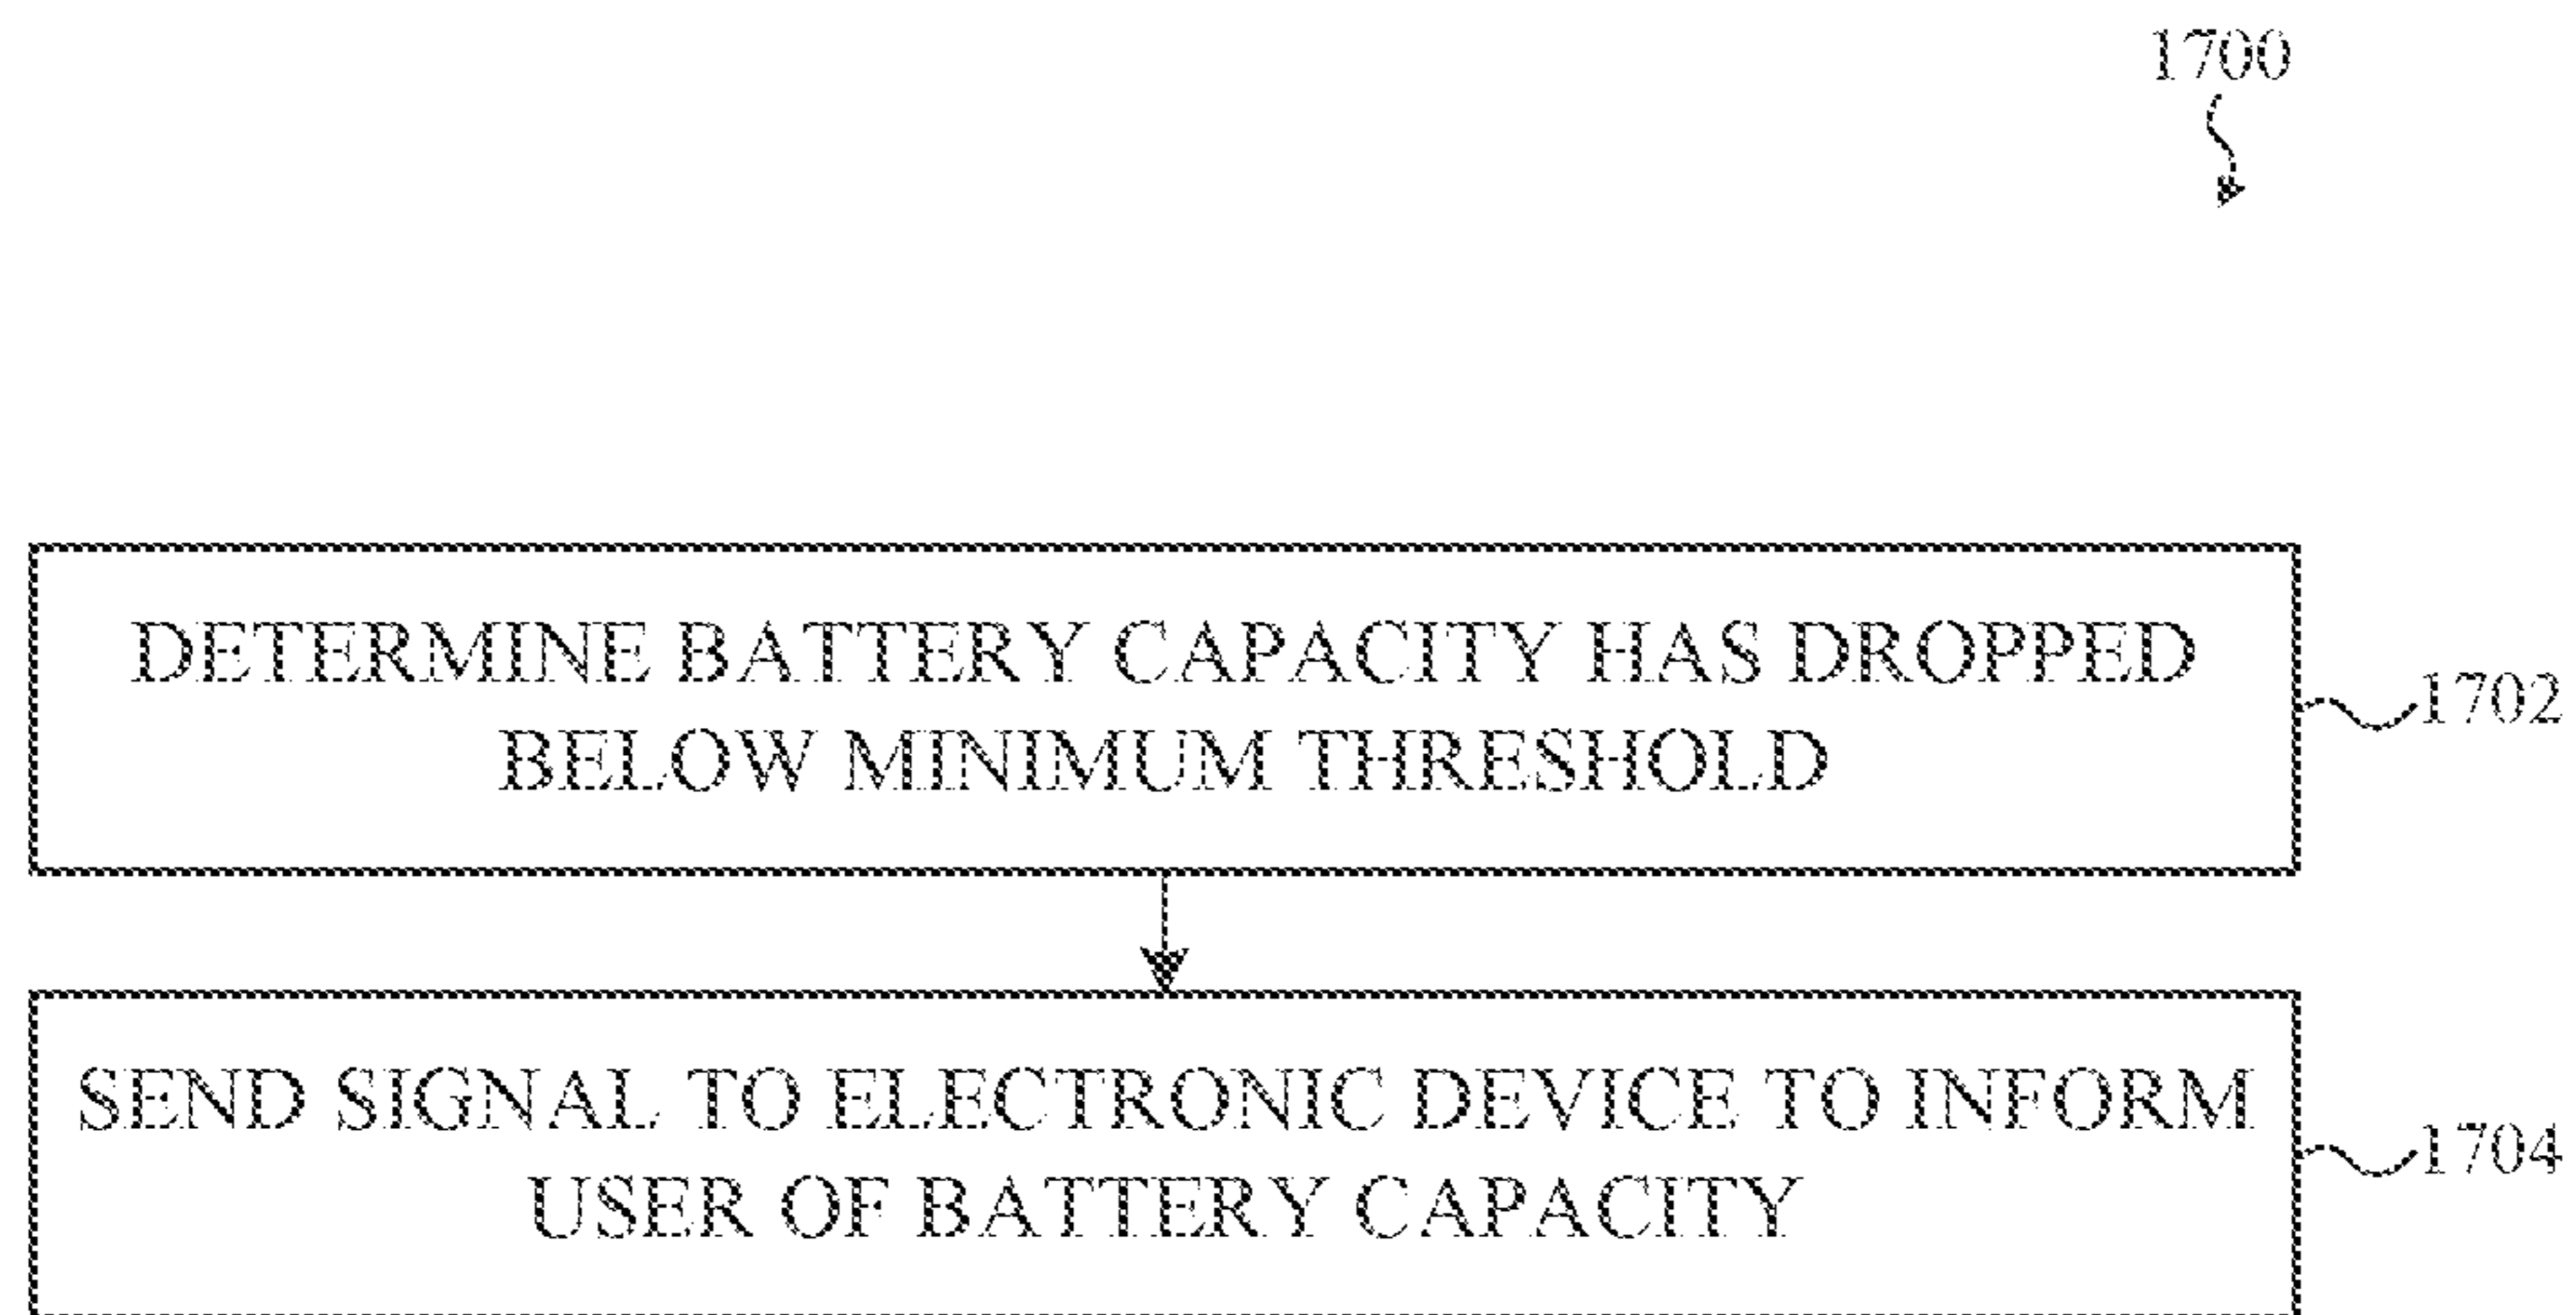 1700
DETERMINE BATTERY CAPACITY HAS DROPPED
BELOW MINIMUM THRESHOLD
1702
SEND SIGNAL TO ELECTRONIC DEVICE TO INFORM
USER OF BATTERY CAPACITY
1704